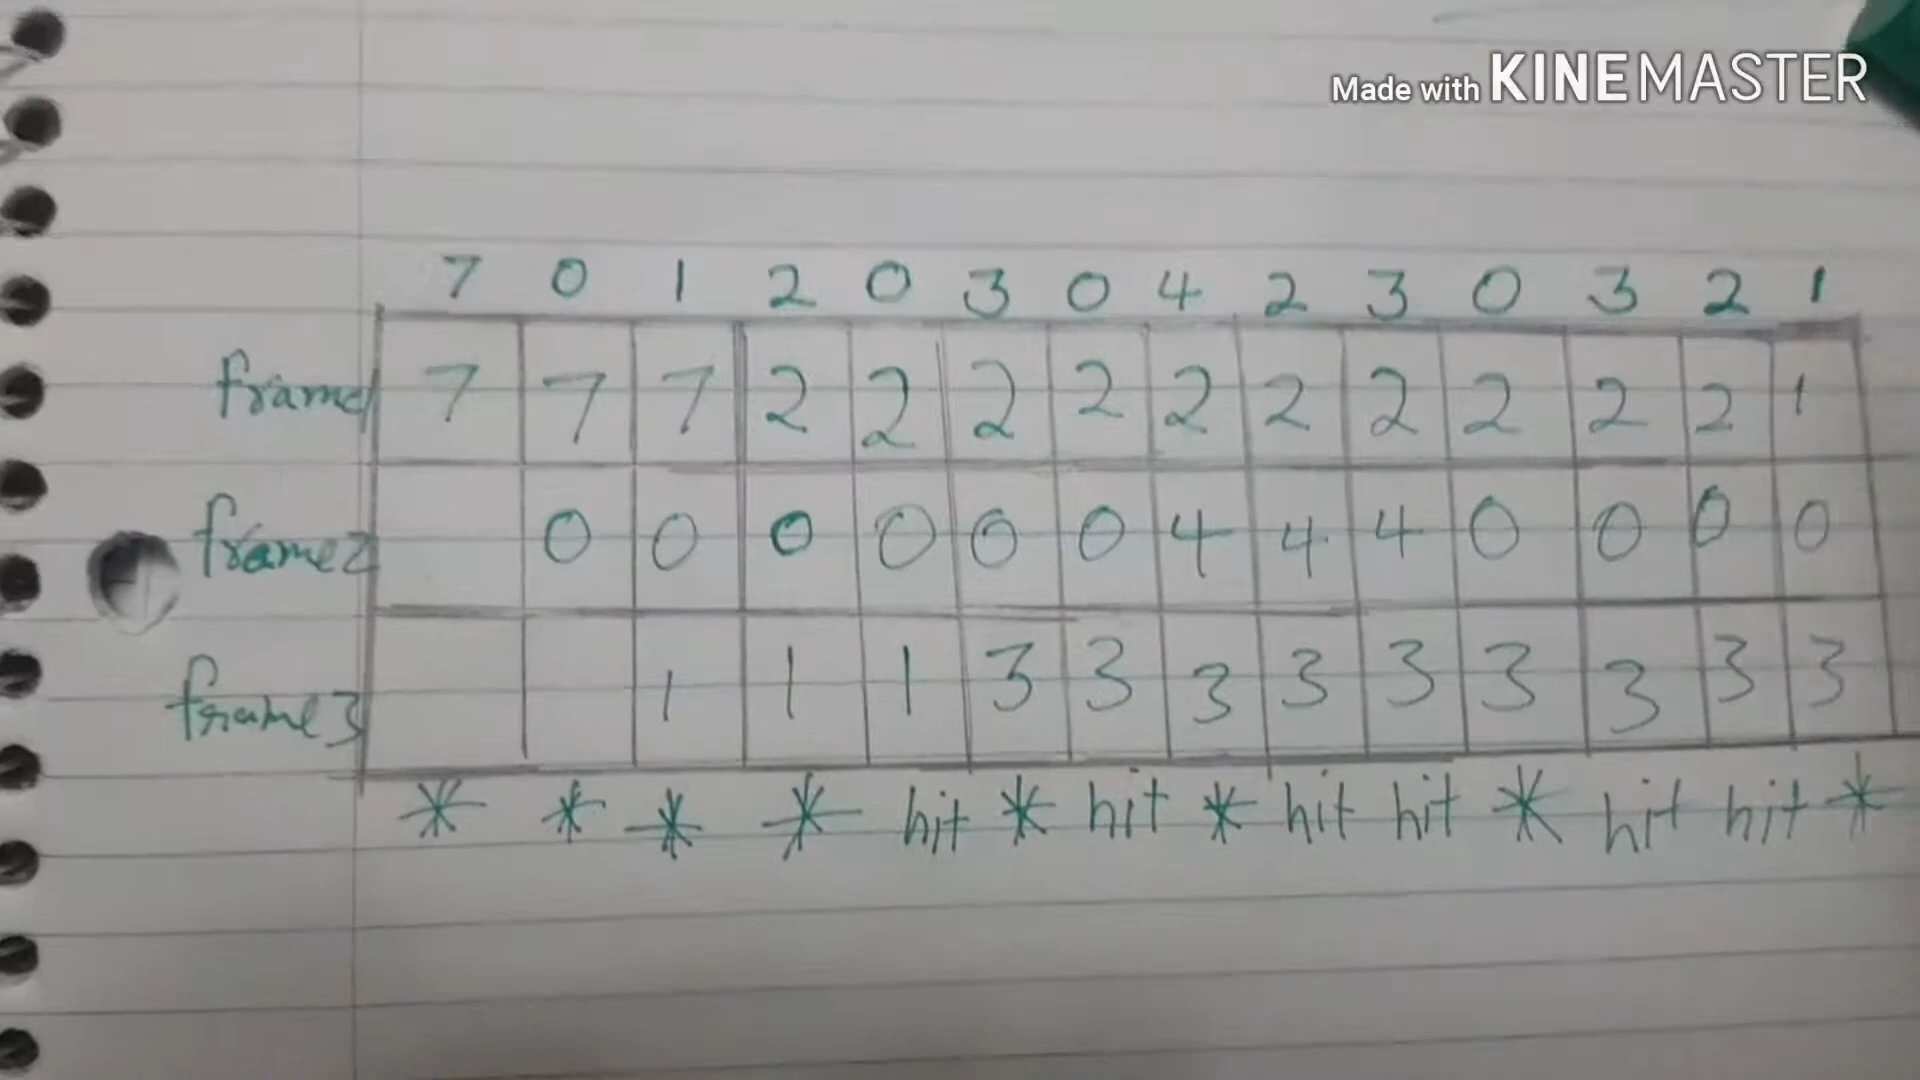 Made with KINEMASTER
7 0 1 2 0 3 0 4 2 3 0 3 2 1
frame1 7 7 7 2 2 2 2 2 2 2 2 2 2 1
frame2 0 0 0 0 0 0 4 4 4 0 0 0 0
frame3 1 1 1 3 3 3 3 3 3 3 3 3
* * * * hit * hit * hit hit * hit hit *